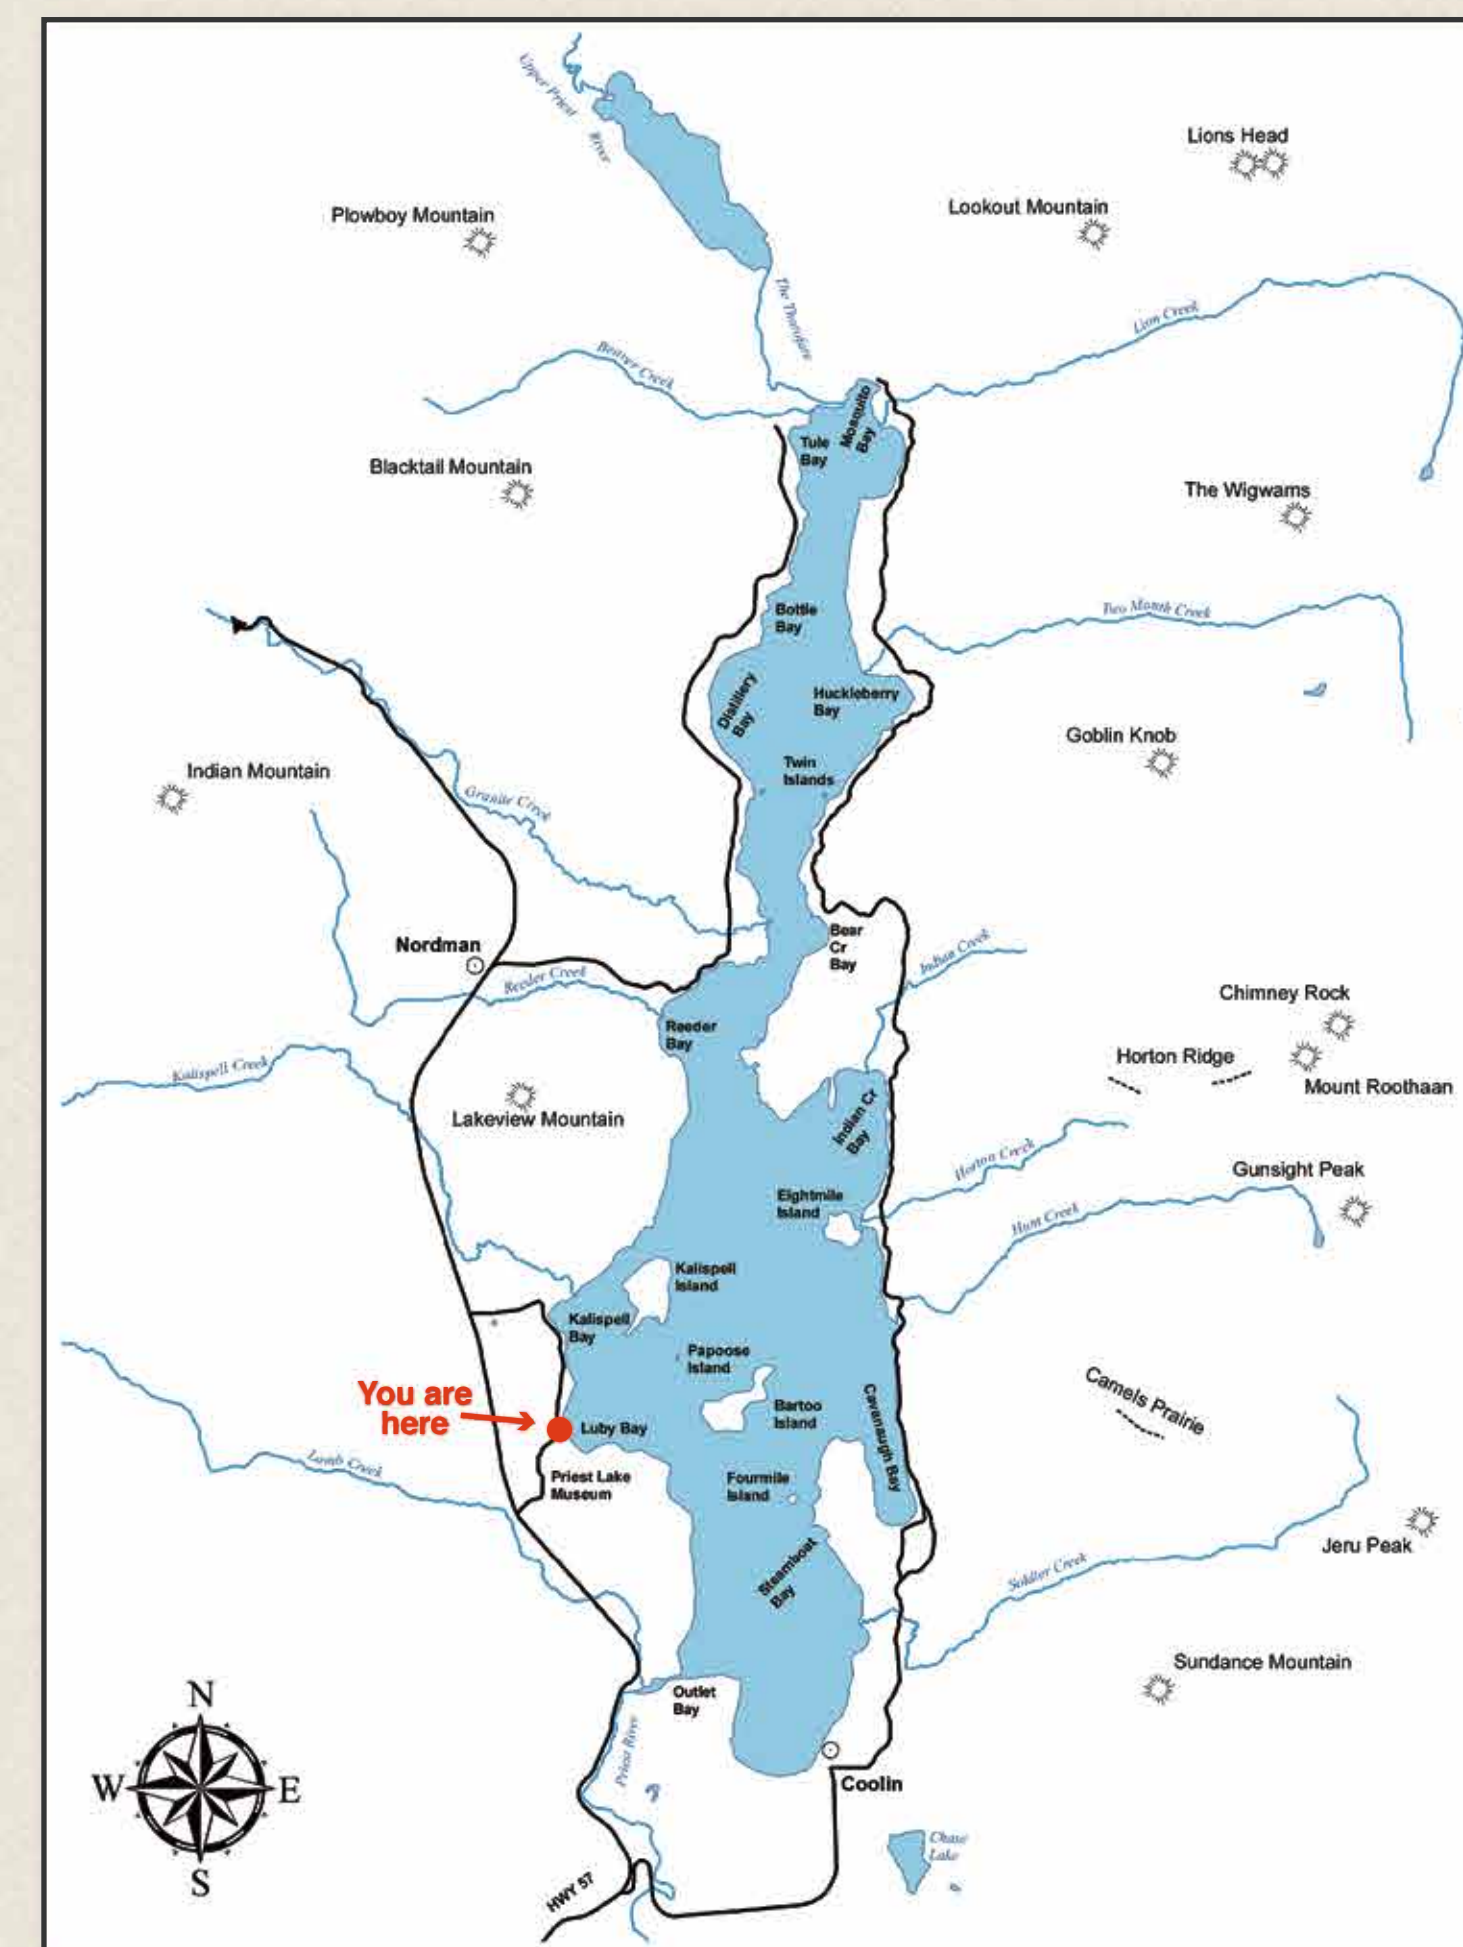 Upper Priest
River
Lions Head
Plowboy Mountain
Lookout Mountain
The Thorofare
Lion Creek
Beaver Creek
Mosquito
Bay
Tule
Bay
Blacktail Mountain
The Wigwams
Bottle
Bay
Two Mouth Creek
Distillery
Bay
Huckleberry
Bay
Goblin Knob
Twin
Islands
Indian Mountain
Granite Creek
Nordman
Bear
Cr
Bay
Indian Creek
Reeder Creek
Chimney Rock
Reeder
Bay
Horton Ridge
Kalispell Creek
Mount Roothaan
Lakeview Mountain
Indian Cr
Bay
Horton Creek
Gunsight Peak
Eightmile
Island
Hunt Creek
Kalispell
Island
Kalispell
Bay
Papoose
Island
You are
here
Bartoo
Island
Cavanaugh Bay
Camels Prairie
Luby Bay
Lamb Creek
Priest Lake
Museum
Fourmile
Island
Jeru Peak
Steamboat
Bay
Soldier Creek
Sundance Mountain
Outlet
Bay
Priest River
N
W
E
S
Coolin
Chase
Lake
HWY 57